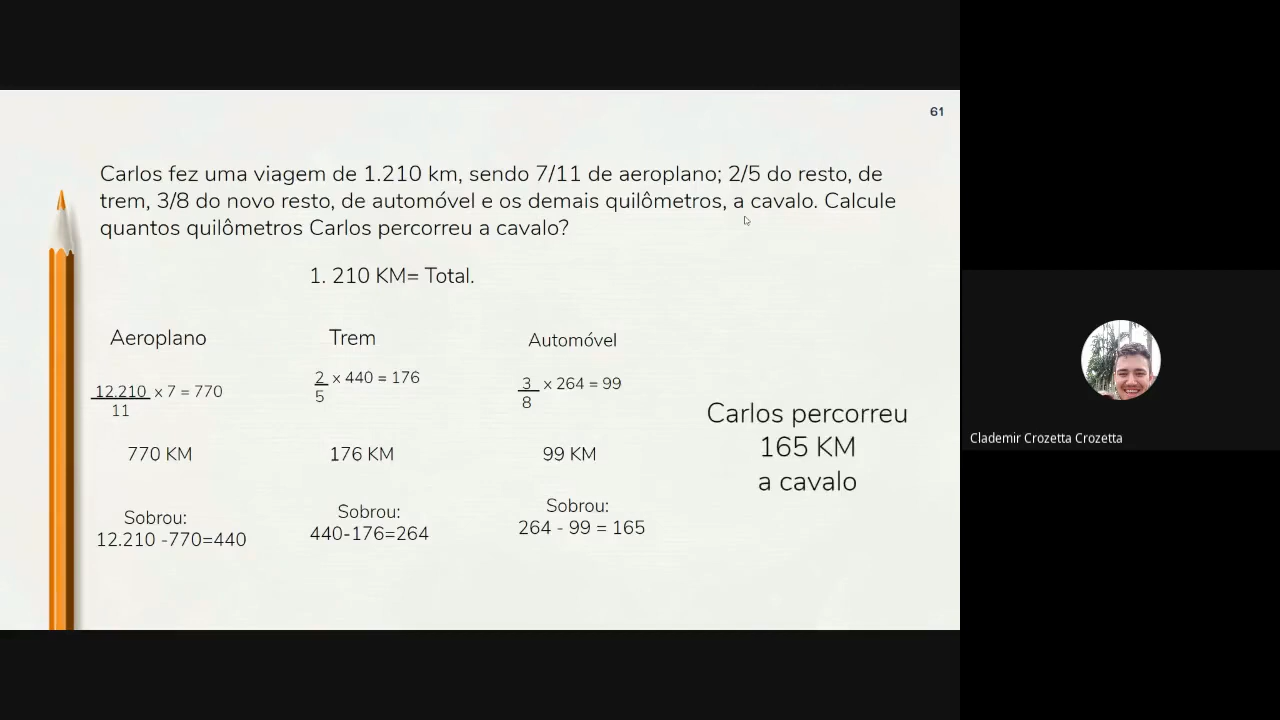 61
Carlos fez uma viagem de 1.210 km, sendo 7/11 de aeroplano; 2/5 do resto, de
trem, 3/8 do novo resto, de automóvel e os demais quilômetros, a cavalo. Calcule
quantos quilômetros Carlos percorreu a cavalo?
1. 210 KM= Total.
Aeroplano
12.210 x 7 = 770
11
770 KM
Sobrou:
12.210 -770=440
Trem
2 x 440 = 176
5
176 KM
Sobrou:
440-176=264
Automóvel
3 x 264 = 99
8
99 KM
Sobrou:
264 - 99 = 165
Carlos percorreu
165 KM
a cavalo
Clademir Crozetta Crozetta